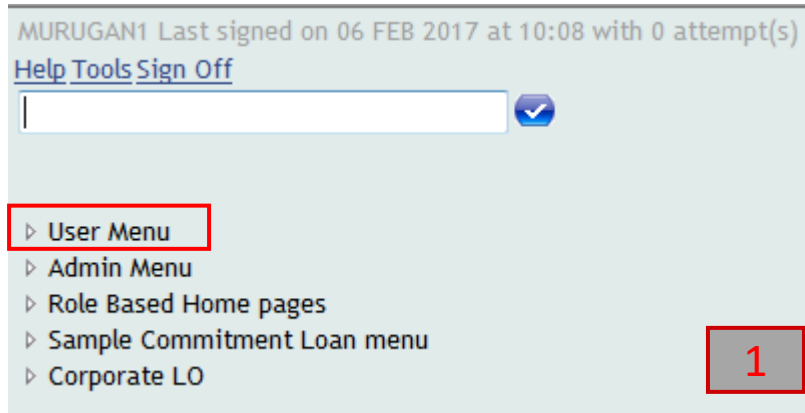 MURUGAN1 Last signed on 06 FEB 2017 at 10:08 with 0 attempt(s)
Help Tools Sign Off
User Menu
Admin Menu
Role Based Home pages
Sample Commitment Loan menu
Corporate LO
1